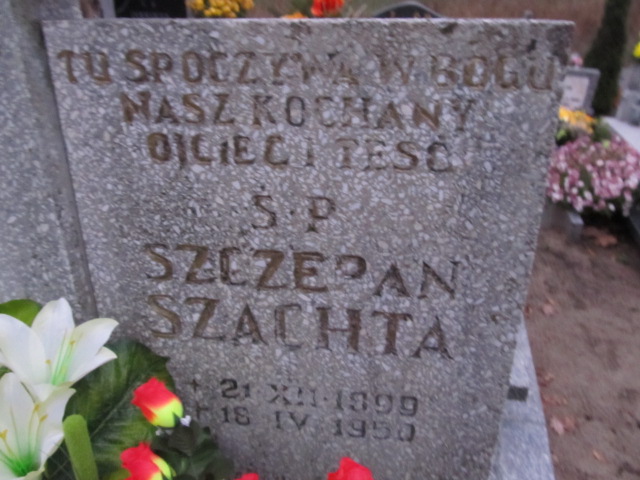 TU SPOCZYWA W BOGU
NASZ KOCHANY
OJCIEC I TEŚĆ
Ś.P
SZCZEPAN
SZACHTA
* 21 XII.1899
† 18 IV 1950